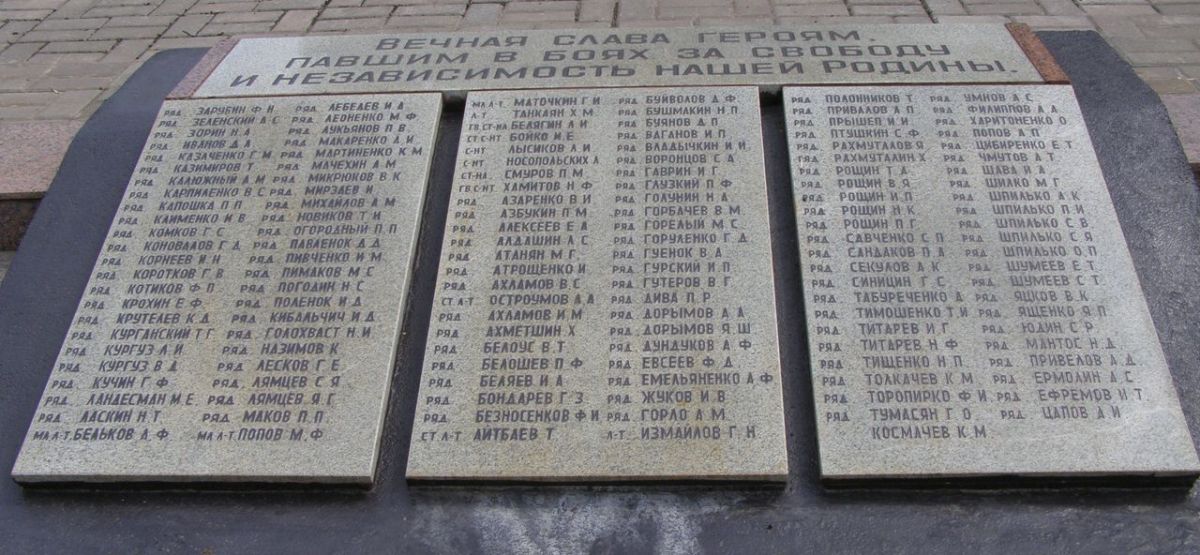 ВЕЧНАЯ СЛАВА ГЕРОЯМ,
ПАВШИМ В БОЯХ ЗА СВОБОДУ
И НЕЗАВИСИМОСТЬ НАШЕЙ РОДИНЫ.
РЯД. ЗАРУБИН Ф.Н. РЯД. ЛЕБЕДЕВ И.Д.
РЯД. ЗЕЛЕНСКИЙ Д.С. РЯД. ЛЕОНЕНКО М.Ф.
РЯД. ЗОРИН Н.А. РЯД. ЛУКЬЯНОВ П.В.
РЯД. ИВАНОВ Д.А. РЯД. МАКАРЕНКО А.И.
РЯД. КАЗАЧЕНКО Г.М. РЯД. МАРТИНЕНКО К.М.
РЯД. КАЗИМИРОВ Т. РЯД. МАЧЕХИН А.М.
РЯД. КАЛЮЖНЫЙ А.М. РЯД. МИКРЮКОВ В.К.
РЯД. КАРПИЛЕНКО В.С. РЯД. МИРЗАЕВ И.
РЯД. КАПОШКА П.П. РЯД. МИХАЙЛОВ А.М.
РЯД. КЛИМЕНКО И.В. РЯД. НОВИКОВ Т.И.
РЯД. КОМКОВ Г.С. РЯД. ОГОРОДНЫЙ П.П.
РЯД. КОНОВАЛОВ Г.Д. РЯД. ПАВЛЕНОК Д.Д.
РЯД. КОРНЕЕВ И.Н. РЯД. ПИВЧЕНКО И.М.
РЯД. КОРОТКОВ Г.В. РЯД. ПИМАКОВ М.С.
РЯД. КОТИКОВ Ф.П. РЯД. ПОГОДИН Н.С.
РЯД. КРОХИН Е.Ф. РЯД. ПОЛЕНОК И.Д.
РЯД. КРУТЕЛЕВ К.Д. РЯД. КИБАЛЬЧИЧ И.Д.
РЯД. КУРГАНСКИЙ Т.Г. РЯД. ГОЛОХВАСТ Н.И.
РЯД. КУРГУЗ Л.И. РЯД. НАЗИМОВ К.
РЯД. КУРГУЗ В.Д. РЯД. ЛЕСКОВ Г.Е.
РЯД. КУЧИН Г.Ф. РЯД. ЛЯМЦЕВ С.Я.
РЯД. ЛАНДЕСМАН М.Е. РЯД. ЛЯМЦЕВ Я.Г.
РЯД. ЛАСКИН Н.Т. РЯД. МАКОВ П.П.
МЛ.Л-Т. БЕЛЬКОВ А.Ф. МЛ.Л-Т. ПОПОВ М.Ф.
МЛ.Л-Т. МАТОЧКИН Г.И. РЯД. БУЙВОЛОВ Д.Ф.
Л-Т. ТАНКАЯН Х.М. РЯД. БУШМАКИН Н.П.
ГВ.СТ-НА БЕЛЯГИН Л.И. РЯД. БУЯНОВ Д.П.
СТ.С-НТ. БОЙКО И.Е. РЯД. ВАГАНОВ И.П.
С-НТ. ЛЫСИКОВ А.И. РЯД. ВЛАДЫЧКИН И.И.
С-НТ. НОСОПОЛЬСКИХ А. РЯД. ВОРОНЦОВ С.А.
СТ-НА. СМУРОВ П.М. РЯД. ГАВРИН И.Г.
ГВ.С-НТ. ХАМИТОВ Н.Ф. РЯД. ГЛУЗКИЙ П.Ф.
РЯД. АЗАРЕНКО В.И. РЯД. ГОЛУНИН Н.А.
РЯД. АЗБУКИН П.М. РЯД. ГОРБАЧЕВ В.М.
РЯД. АЛЕКСЕЕВ Е.А. РЯД. ГОРЕЛЫЙ М.С.
РЯД. АЛДАШИН А.С. РЯД. ГОРУЛЕНКО Г.Д.
РЯД. АТАНЯН М.Г. РЯД. ГУЕНОК В.А.
РЯД. АТРОЩЕНКО И. РЯД. ГУРСКИЙ И.П.
РЯД. АХЛАМОВ В.С. РЯД. ГУТЕРОВ В.Г.
СТ.Л-Т. ОСТРОУМОВ А.А. РЯД. ДИВА П.Р.
РЯД. АХЛАМОВ И.М. РЯД. ДОРЫМОВ А.А.
РЯД. АХМЕТШИН Х. РЯД. ДОРЫМОВ Я.Ш.
РЯД. БЕЛОУС В.Т. РЯД. ДУНДУКОВ А.Ф.
РЯД. БЕЛОШЕВ П.Ф. РЯД. ЕВСЕЕВ Ф.Д.
РЯД. БЕЛЯЕВ И.А. РЯД. ЕМЕЛЬЯНЕНКО А.Ф.
РЯД. БОНДАРЕВ Г.З. РЯД. ЖУКОВ И.В.
РЯД. БЕЗНОСЕНКОВ Ф.И. РЯД. ГОРЛО А.М.
СТ.Л-Т. АЙТБАЕВ Т. Л-Т. ИЗМАЙЛОВ Г.Н.
РЯД. ПОЛОННИКОВ Т. РЯД. УМНОВ А.С.
РЯД. ПРИВАЛОВ А.П. РЯД. ФИЛИППОВ А.А.
РЯД. ПРЫЩЕП И.И. РЯД. ХАРИТОНЕНКО О.
РЯД. ПТУШКИН С.Ф. РЯД. ПОПОВ А.П.
РЯД. РАХМУТАЛОВ Я. РЯД. ЦИБИРЕНКО Е.Т.
РЯД. РАХМУТАЛИН Х. РЯД. УМУТОВ А.Т.
РЯД. РОЩИН Т.А. РЯД. ШАВА И.А.
РЯД. РОЩИН В.Я. РЯД. ШИЛКО М.Г.
РЯД. РОЩИН И.П. РЯД. ШПИЛЬКО А.К.
РЯД. РОЩИН Н.К. РЯД. ШПИЛЬКО П.И.
РЯД. РОЩИН П.Г. РЯД. ШПИЛЬКО С.В.
РЯД. САВЧЕНКО С.П. РЯД. ШПИЛЬКО С.Я.
РЯД. САНДАКОВ П.А. РЯД. ШПИЛЬКО Д.П.
РЯД. СЕКУЛОВ А.К. РЯД. ШУМЕЕВ Е.Т.
РЯД. СИНИЦИН Г.С. РЯД. ШУМЕЕВ С.Т.
РЯД. ТАБУРЕЧЕНКО Д. РЯД. ЯЦКОВ В.К.
РЯД. ТИМОШЕНКО Т.И. РЯД. ЯЩЕНКО Я.П.
РЯД. ТИТАРЕВ И.Г. РЯД. ЮДИН С.Р.
РЯД. ТИТАРЕВ Н.Ф. РЯД. МАНТОС Н.Д.
РЯД. ТИЩЕНКО Н.П. РЯД. ПРИВЕЛОВ А.Д.
РЯД. ТОЛКАЧЕВ К.М. РЯД. ЕРМОЛИН А.С.
РЯД. ТОРОПИРКО Ф.И. РЯД. ЕФРЕМОВ И.Т.
РЯД. ТУМАСЯН Г.О. РЯД. ЦАПОВ А.И.
КОСМАЧЕВ К.М.